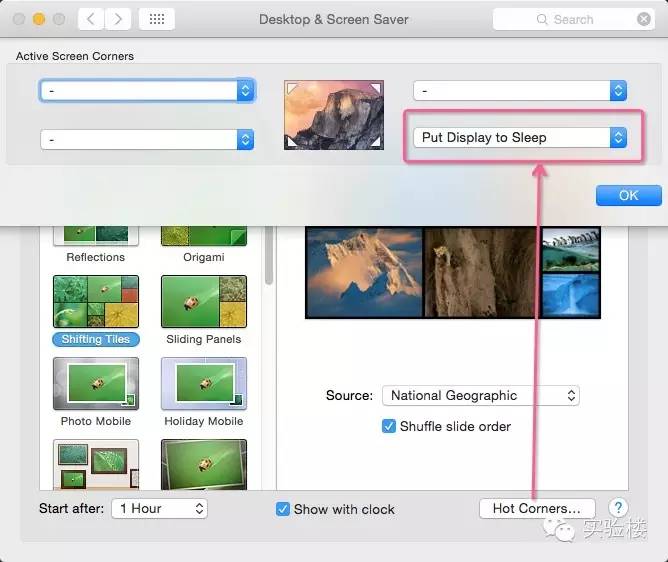 Desktop & Screen Saver
Search
Active Screen Corners
-
-
-
Put Display to Sleep
OK
Reflections
Origami
Shifting Tiles
Sliding Panels
Photo Mobile
Holiday Mobile
Source: National Geographic
Shuffle slide order
Start after: 1 Hour
Show with clock
Hot Corners...
?
实验楼